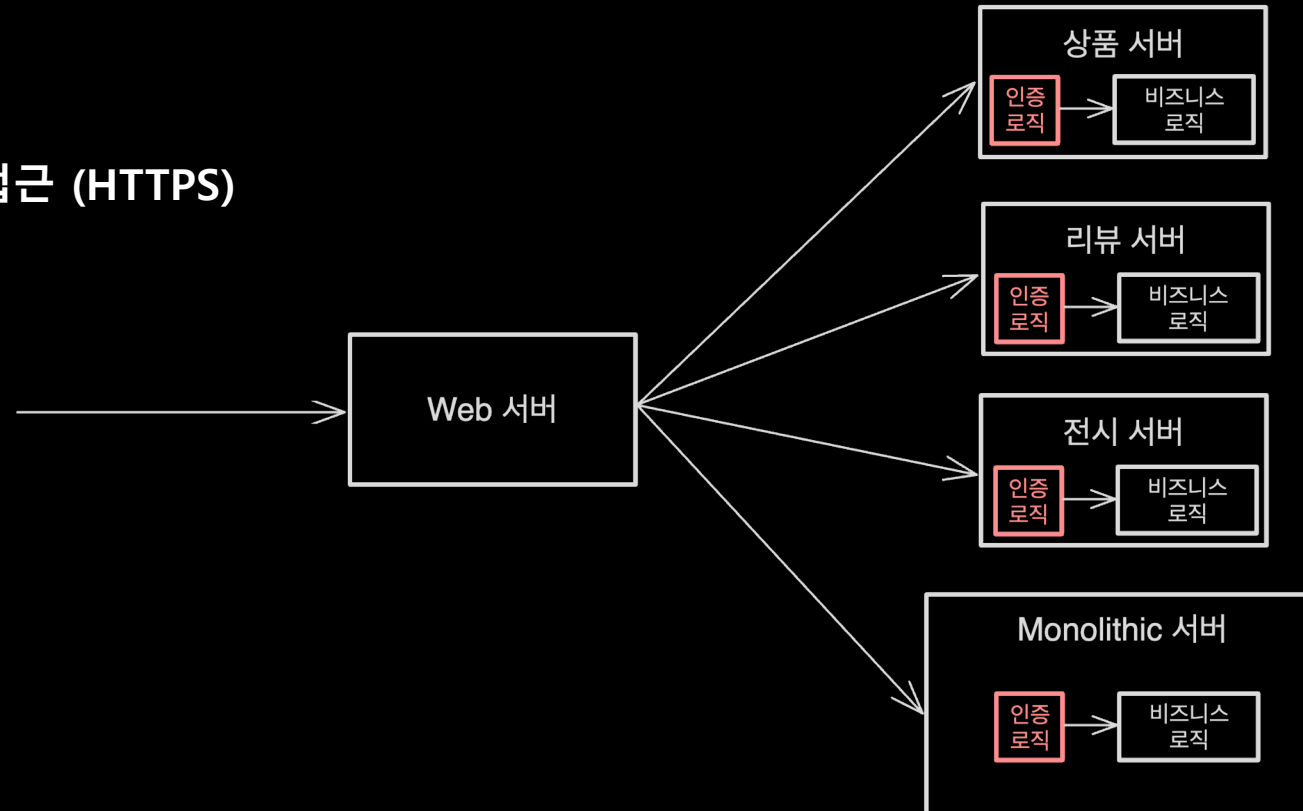 근 (HTTPS)
Web 서버
상품 서버
인증
로직
비즈니스
로직
리뷰 서버
인증
로직
비즈니스
로직
전시 서버
인증
로직
비즈니스
로직
Monolithic 서버
인증
로직
비즈니스
로직